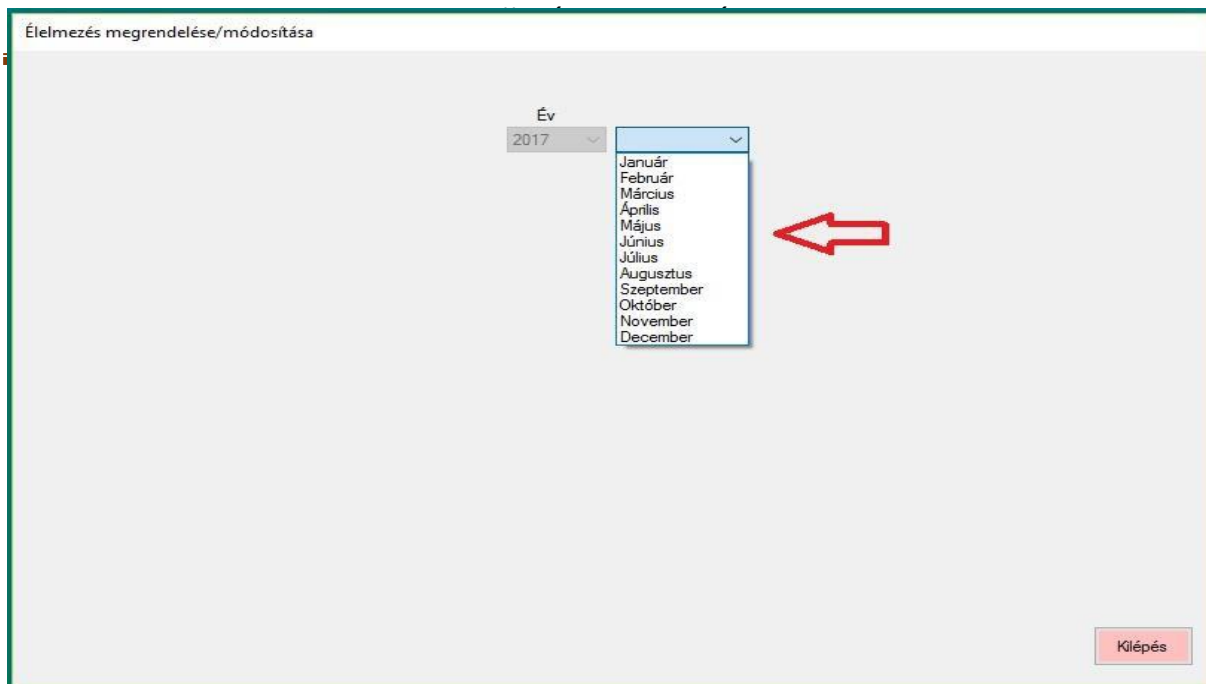 Élelmezés megrendelése/módosítása
Év
2017
Január
Február
Március
Április
Május
Június
Július
Augusztus
Szeptember
Október
November
December
Kilépés